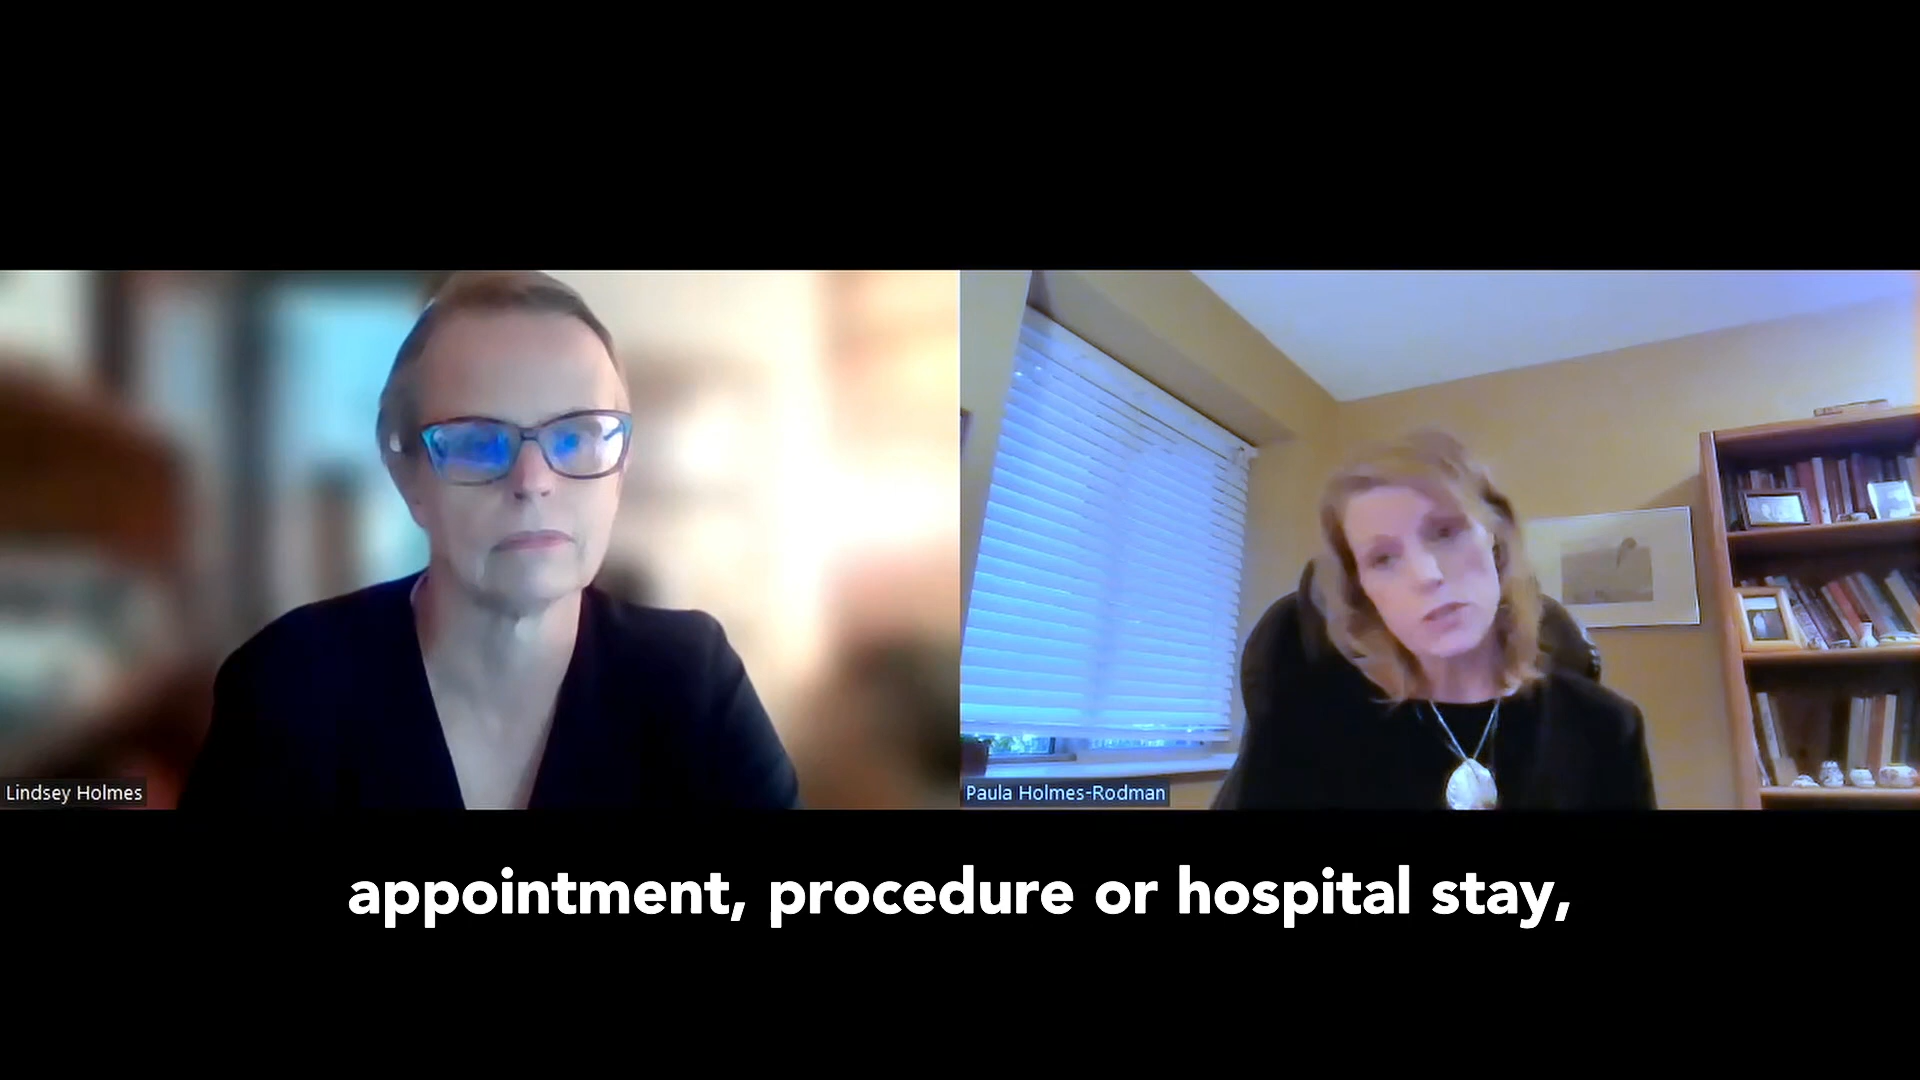 Lindsey Holmes
Paula Holmes-Rodman
appointment, procedure or hospital stay,